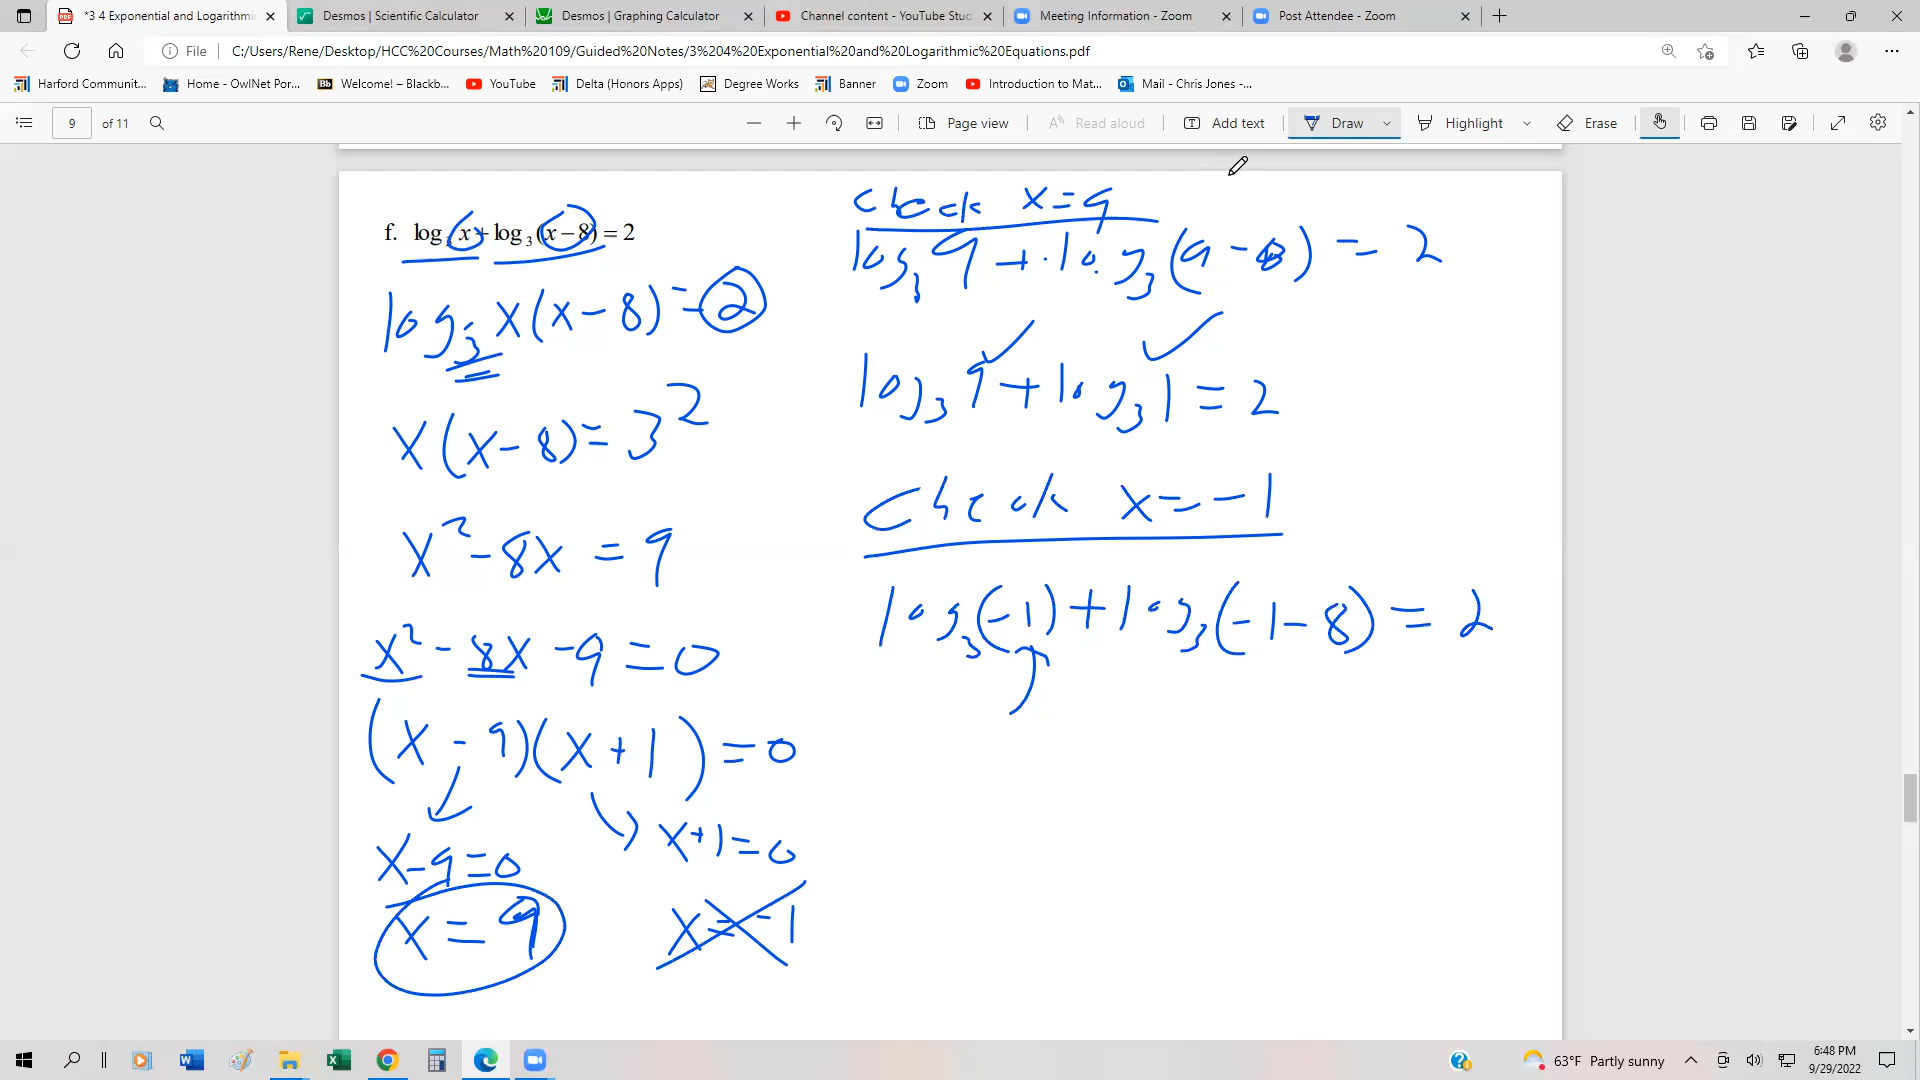 *3 4 Exponential and Logarithmi
Desmos | Scientific Calculator
Desmos | Graphing Calculator
Channel content - YouTube Stud
Meeting Information - Zoom
Post Attendee - Zoom
File
C:/Users/Rene/Desktop/HCC%20Courses/Math%20109/Guided%20Notes/3%204%20Exponential%20and%20Logarithmic%20Equations.pdf
Harford Communit...
Home - OwlNet Por...
Bb Welcome! – Blackb...
YouTube
Delta (Honors Apps)
Degree Works
Banner
Zoom
Introduction to Mat...
Mail - Chris Jones -...
9 of 11
Page view
Read aloud
Add text
Draw
Highlight
Erase
f. log₃ x + log₃ (x − 8) = 2
log₃ x(x − 8) = 2
x(x − 8) = 3²
x² − 8x = 9
x² − 8x − 9 = 0
(x − 9)(x + 1) = 0
x − 9 = 0
x + 1 = 0
x = 9
x = −1
check x = 9
log₃ 9 + log₃(9 − 8) = 2
log₃ 9 + log₃ 1 = 2
check x = −1
log₃(−1) + log₃(−1 − 8) = 2
63°F Partly sunny
6:48 PM
9/29/2022